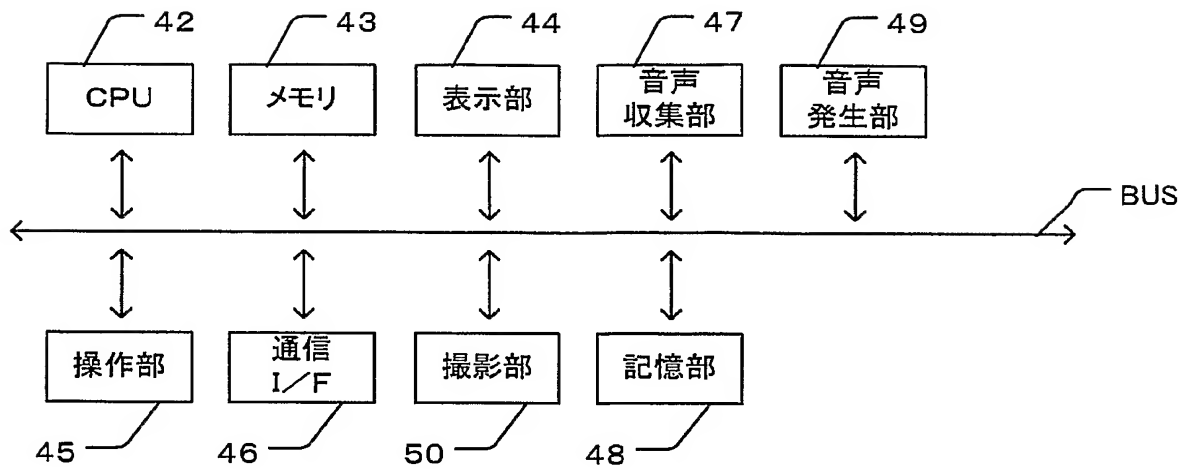 42
43
44
47
49
CPU
メモリ
表示部
音声
収集部
音声
発生部
BUS
操作部
通信
I/F
撮影部
記憶部
45
46
50
48